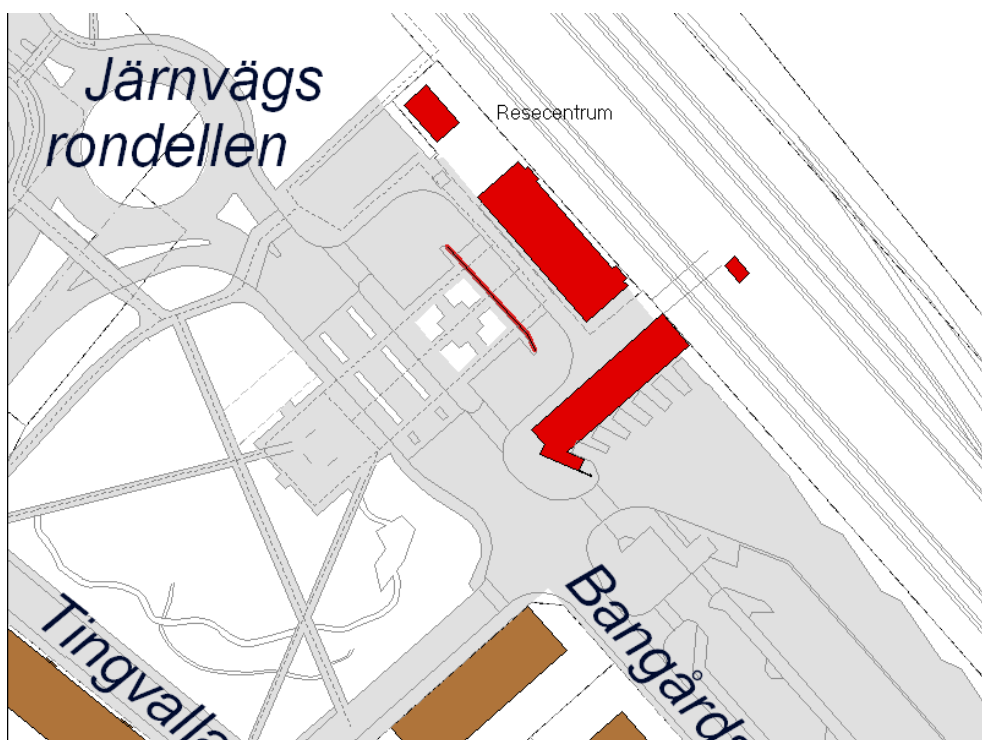 Järnvägs
rondellen
Resecentrum
Tingvalla
Bangårds